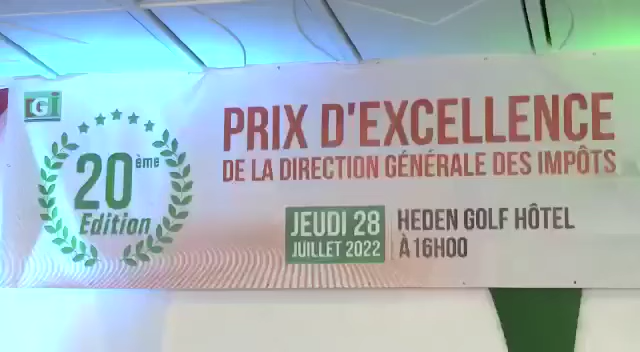 DGI
20ème
Edition
PRIX D'EXCELLENCE
DE LA DIRECTION GÉNÉRALE DES IMPÔTS
JEUDI 28
JUILLET 2022
HEDEN GOLF HÔTEL
À 16H00